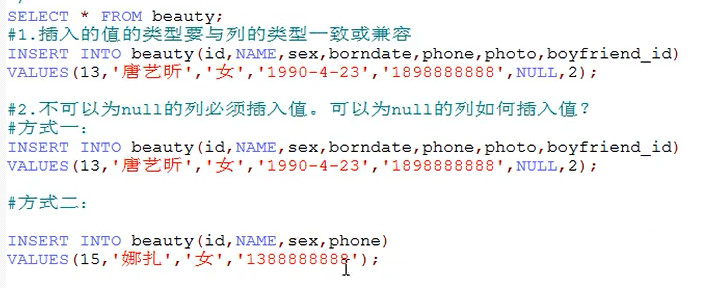 SELECT * FROM beauty;
#1.插入的值的类型要与列的类型一致或兼容
INSERT INTO beauty(id,NAME,sex,borndate,phone,photo,boyfriend_id)
VALUES(13,'唐艺昕','女','1990-4-23','1898888888',NULL,2);
#2.不可以为null的列必须插入值。可以为null的列如何插入值？
#方式一：
INSERT INTO beauty(id,NAME,sex,borndate,phone,photo,boyfriend_id)
VALUES(13,'唐艺昕','女','1990-4-23','1898888888',NULL,2);
#方式二：
INSERT INTO beauty(id,NAME,sex,phone)
VALUES(15,'娜扎','女','1388888888');